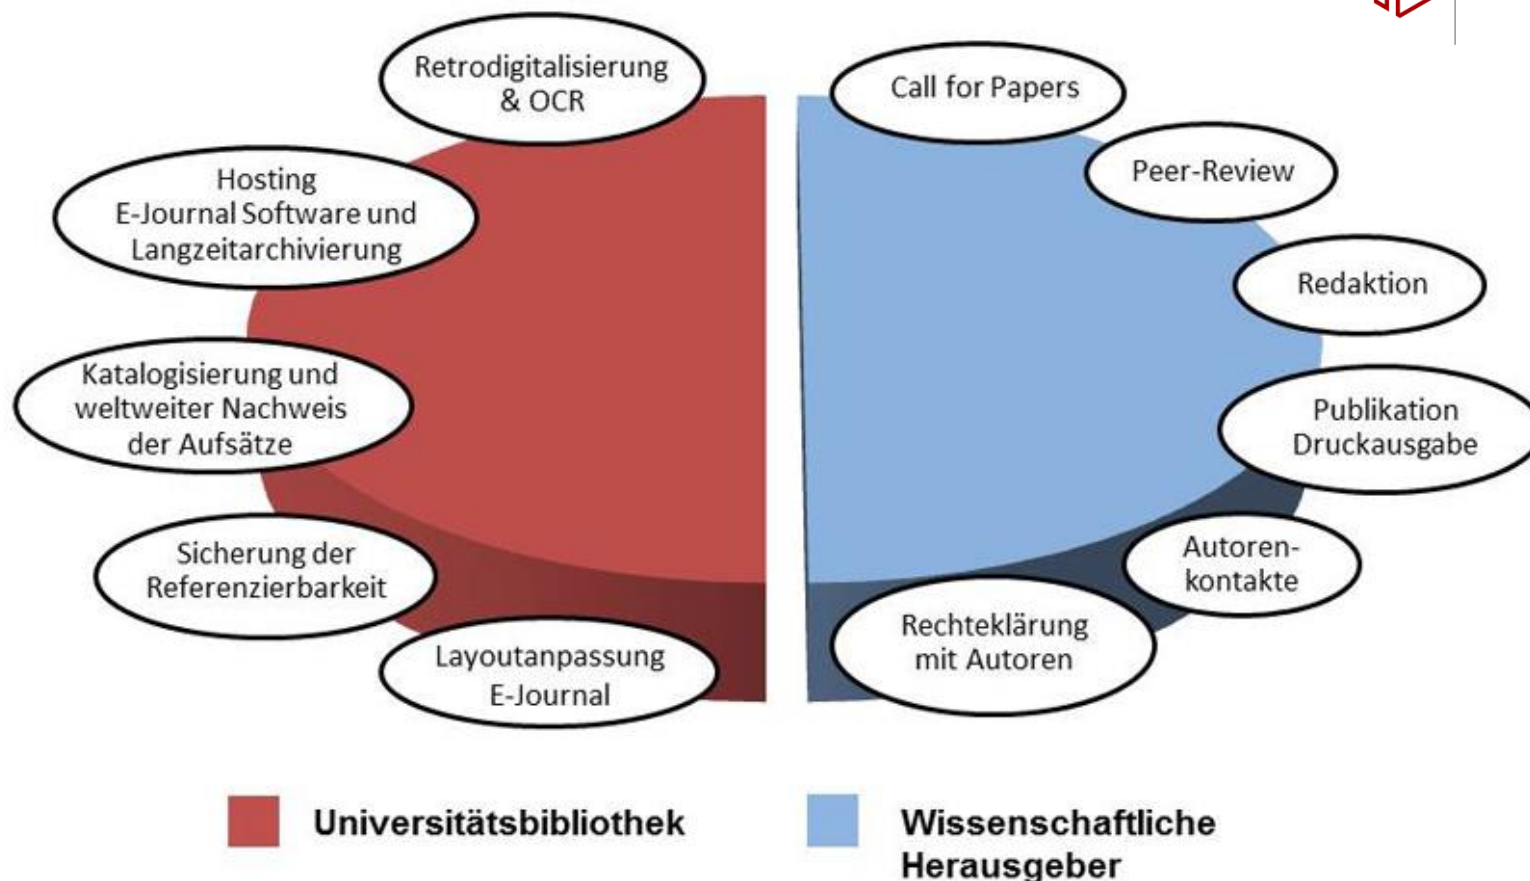 Retrodigitalisierung
& OCR
Hosting
E-Journal Software und
Langzeitarchivierung
Katalogisierung und
weltweiter Nachweis
der Aufsätze
Sicherung der
Referenzierbarkeit
Layoutanpassung
E-Journal
Call for Papers
Peer-Review
Redaktion
Publikation
Druckausgabe
Autoren-
kontakte
Rechteklärung
mit Autoren
Universitätsbibliothek
Wissenschaftliche
Herausgeber